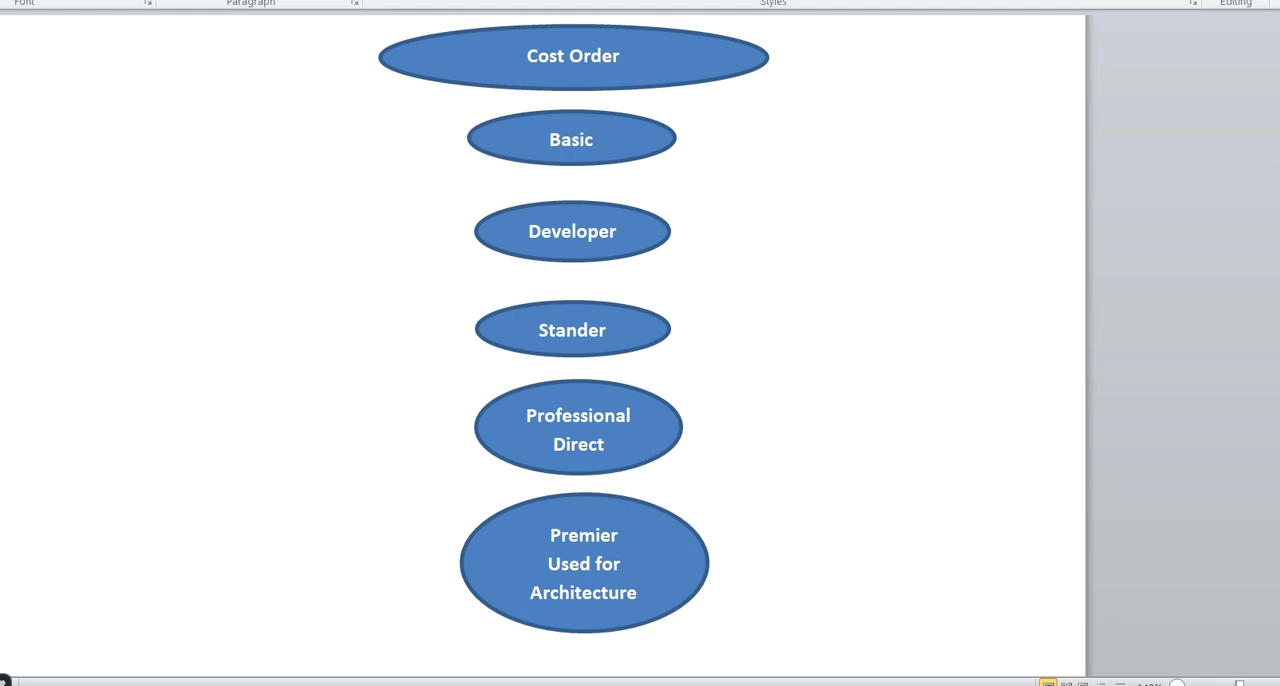 Font
Paragraph
Styles
Editing
Cost Order
Basic
Developer
Stander
Professional
Direct
Premier
Used for
Architecture